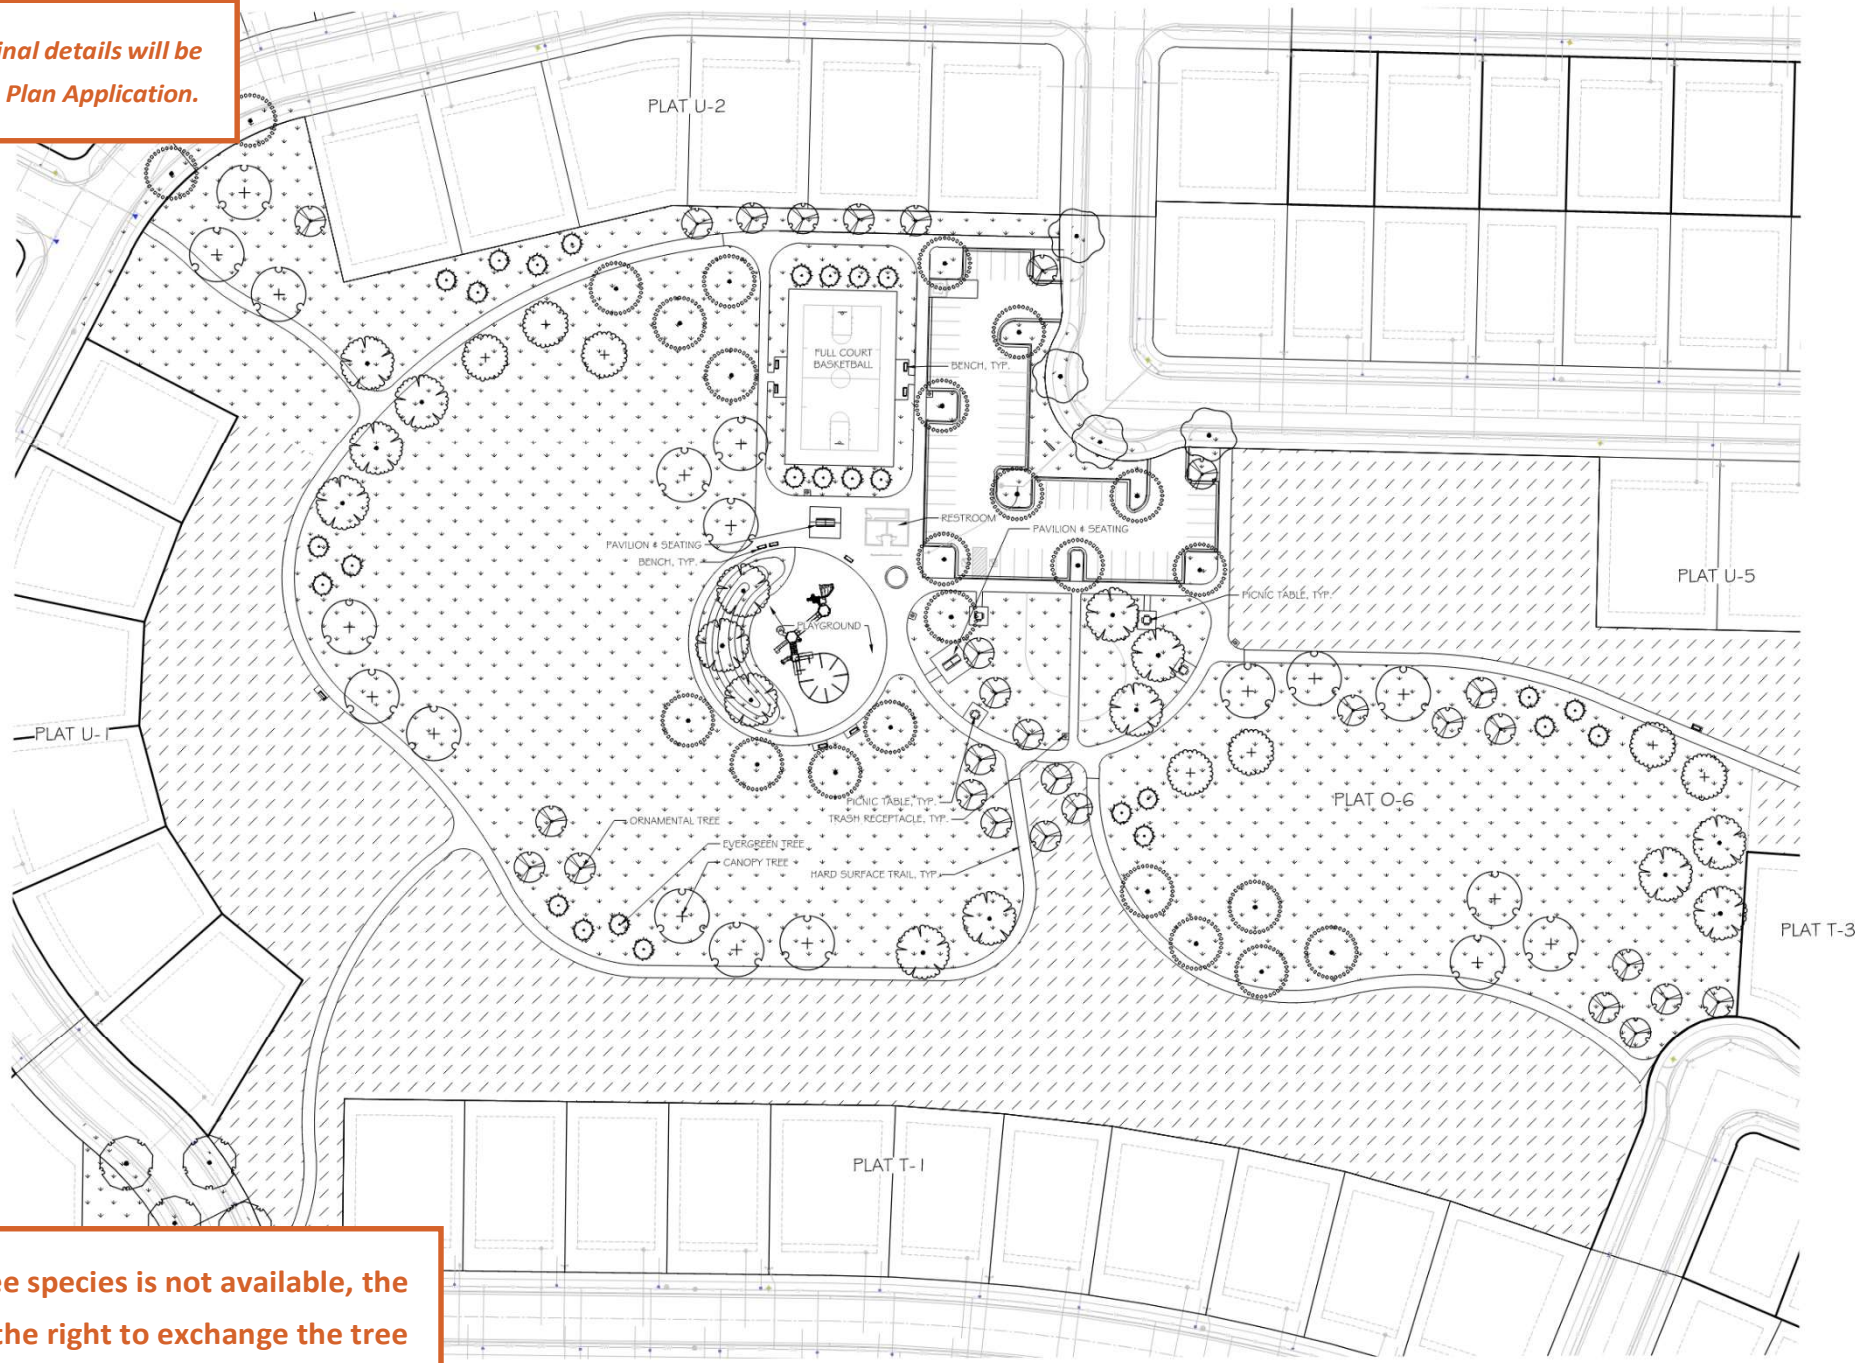 inal details will be
Plan Application.
PLAT U-2
FULL COURT
BASKETBALL
BENCH, TYP.
RESTROOM
PAVILION & SEATING
PAVILION & SEATING
BENCH, TYP.
PLAT U-5
PICNIC TABLE, TYP.
PLAYGROUND
PLAT U-1
PICNIC TABLE, TYP.
TRASH RECEPTACLE, TYP.
PLAT O-6
ORNAMENTAL TREE
EVERGREEN TREE
CANOPY TREE
HARD SURFACE TRAIL, TYP.
PLAT T-3
PLAT T-1
ee species is not available, the
the right to exchange the tree